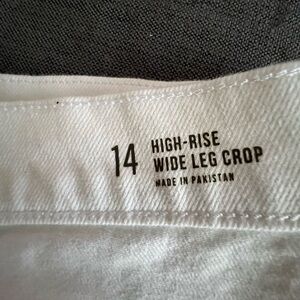 14
HIGH-RISE
WIDE LEG CROP
MADE IN PAKISTAN